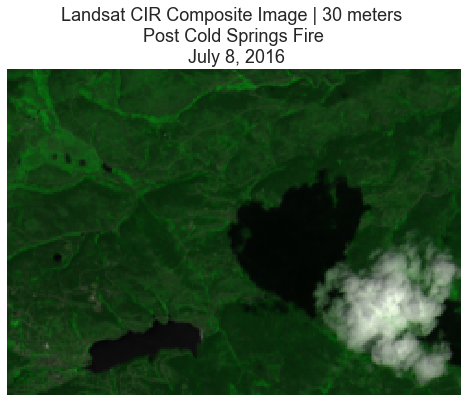 Landsat CIR Composite Image | 30 meters
Post Cold Springs Fire
July 8, 2016